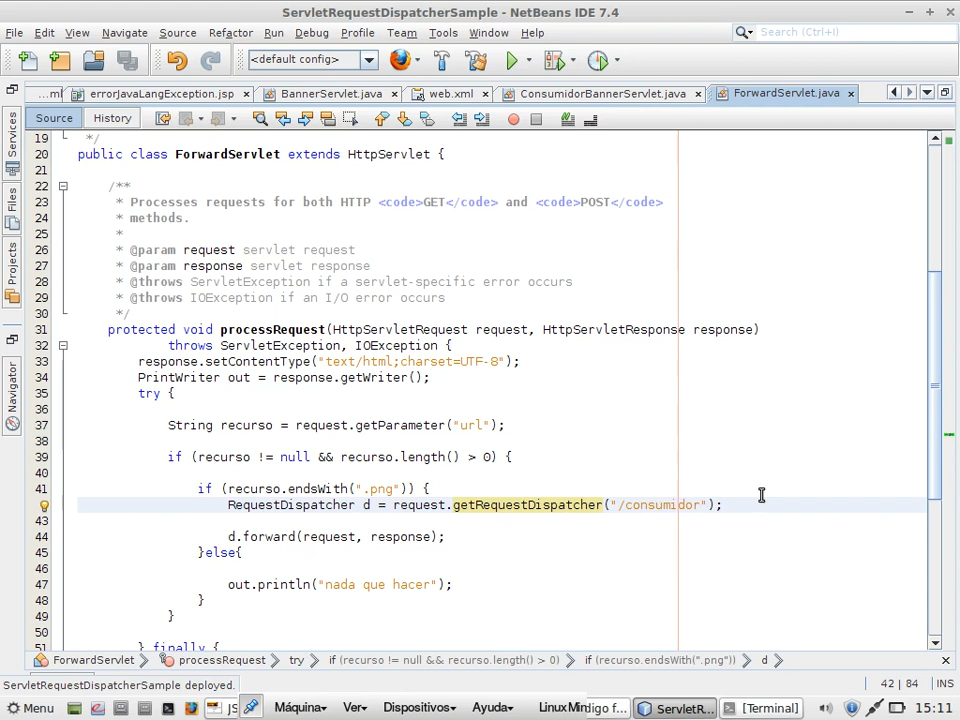 ServletRequestDispatcherSample - NetBeans IDE 7.4
File Edit View Navigate Source Refactor Run Debug Profile Team Tools Window Help
Search (Ctrl+I)
<default config>
...ml errorJavaLangException.jsp BannerServlet.java web.xml ConsumidorBannerServlet.java ForwardServlet.java
Source History
Services
Files
Projects
Navigator
19 */
20 public class ForwardServlet extends HttpServlet {
21
22 /**
23 * Processes requests for both HTTP <code>GET</code> and <code>POST</code>
24 * methods.
25 *
26 * @param request servlet request
27 * @param response servlet response
28 * @throws ServletException if a servlet-specific error occurs
29 * @throws IOException if an I/O error occurs
30 */
31 protected void processRequest(HttpServletRequest request, HttpServletResponse response)
32 throws ServletException, IOException {
33 response.setContentType("text/html;charset=UTF-8");
34 PrintWriter out = response.getWriter();
35 try {
36
37 String recurso = request.getParameter("url");
38
39 if (recurso != null && recurso.length() > 0) {
40
41 if (recurso.endsWith(".png")) {
RequestDispatcher d = request.getRequestDispatcher("/consumidor");
43
44 d.forward(request, response);
45 }else{
46
47 out.println("nada que hacer");
48 }
49 }
50
51 } finally {
ForwardServlet processRequest try if (recurso != null && recurso.length() > 0) if (recurso.endsWith(".png")) d
ServletRequestDispatcherSample deployed. 42 | 84 INS
Menu JS Máquina Ver Dispositivos Ayuda Linux Min digo f... ServletR... [Terminal] 15:11